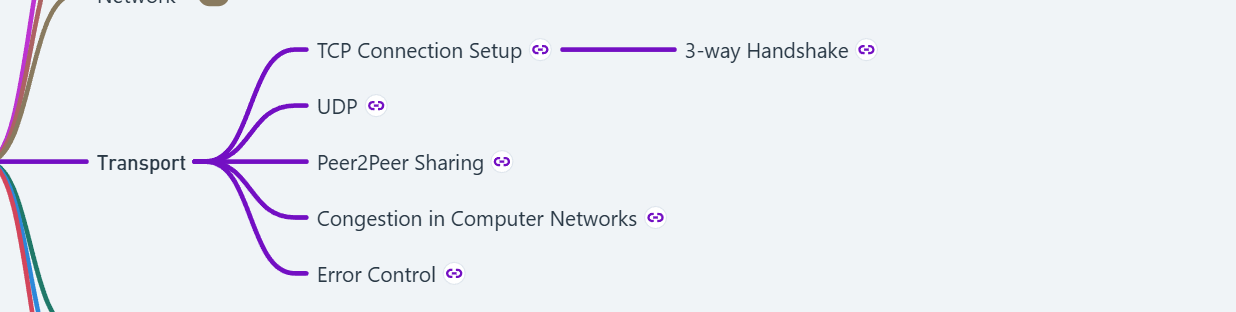 Network
TCP Connection Setup
3-way Handshake
UDP
Transport
Peer2Peer Sharing
Congestion in Computer Networks
Error Control